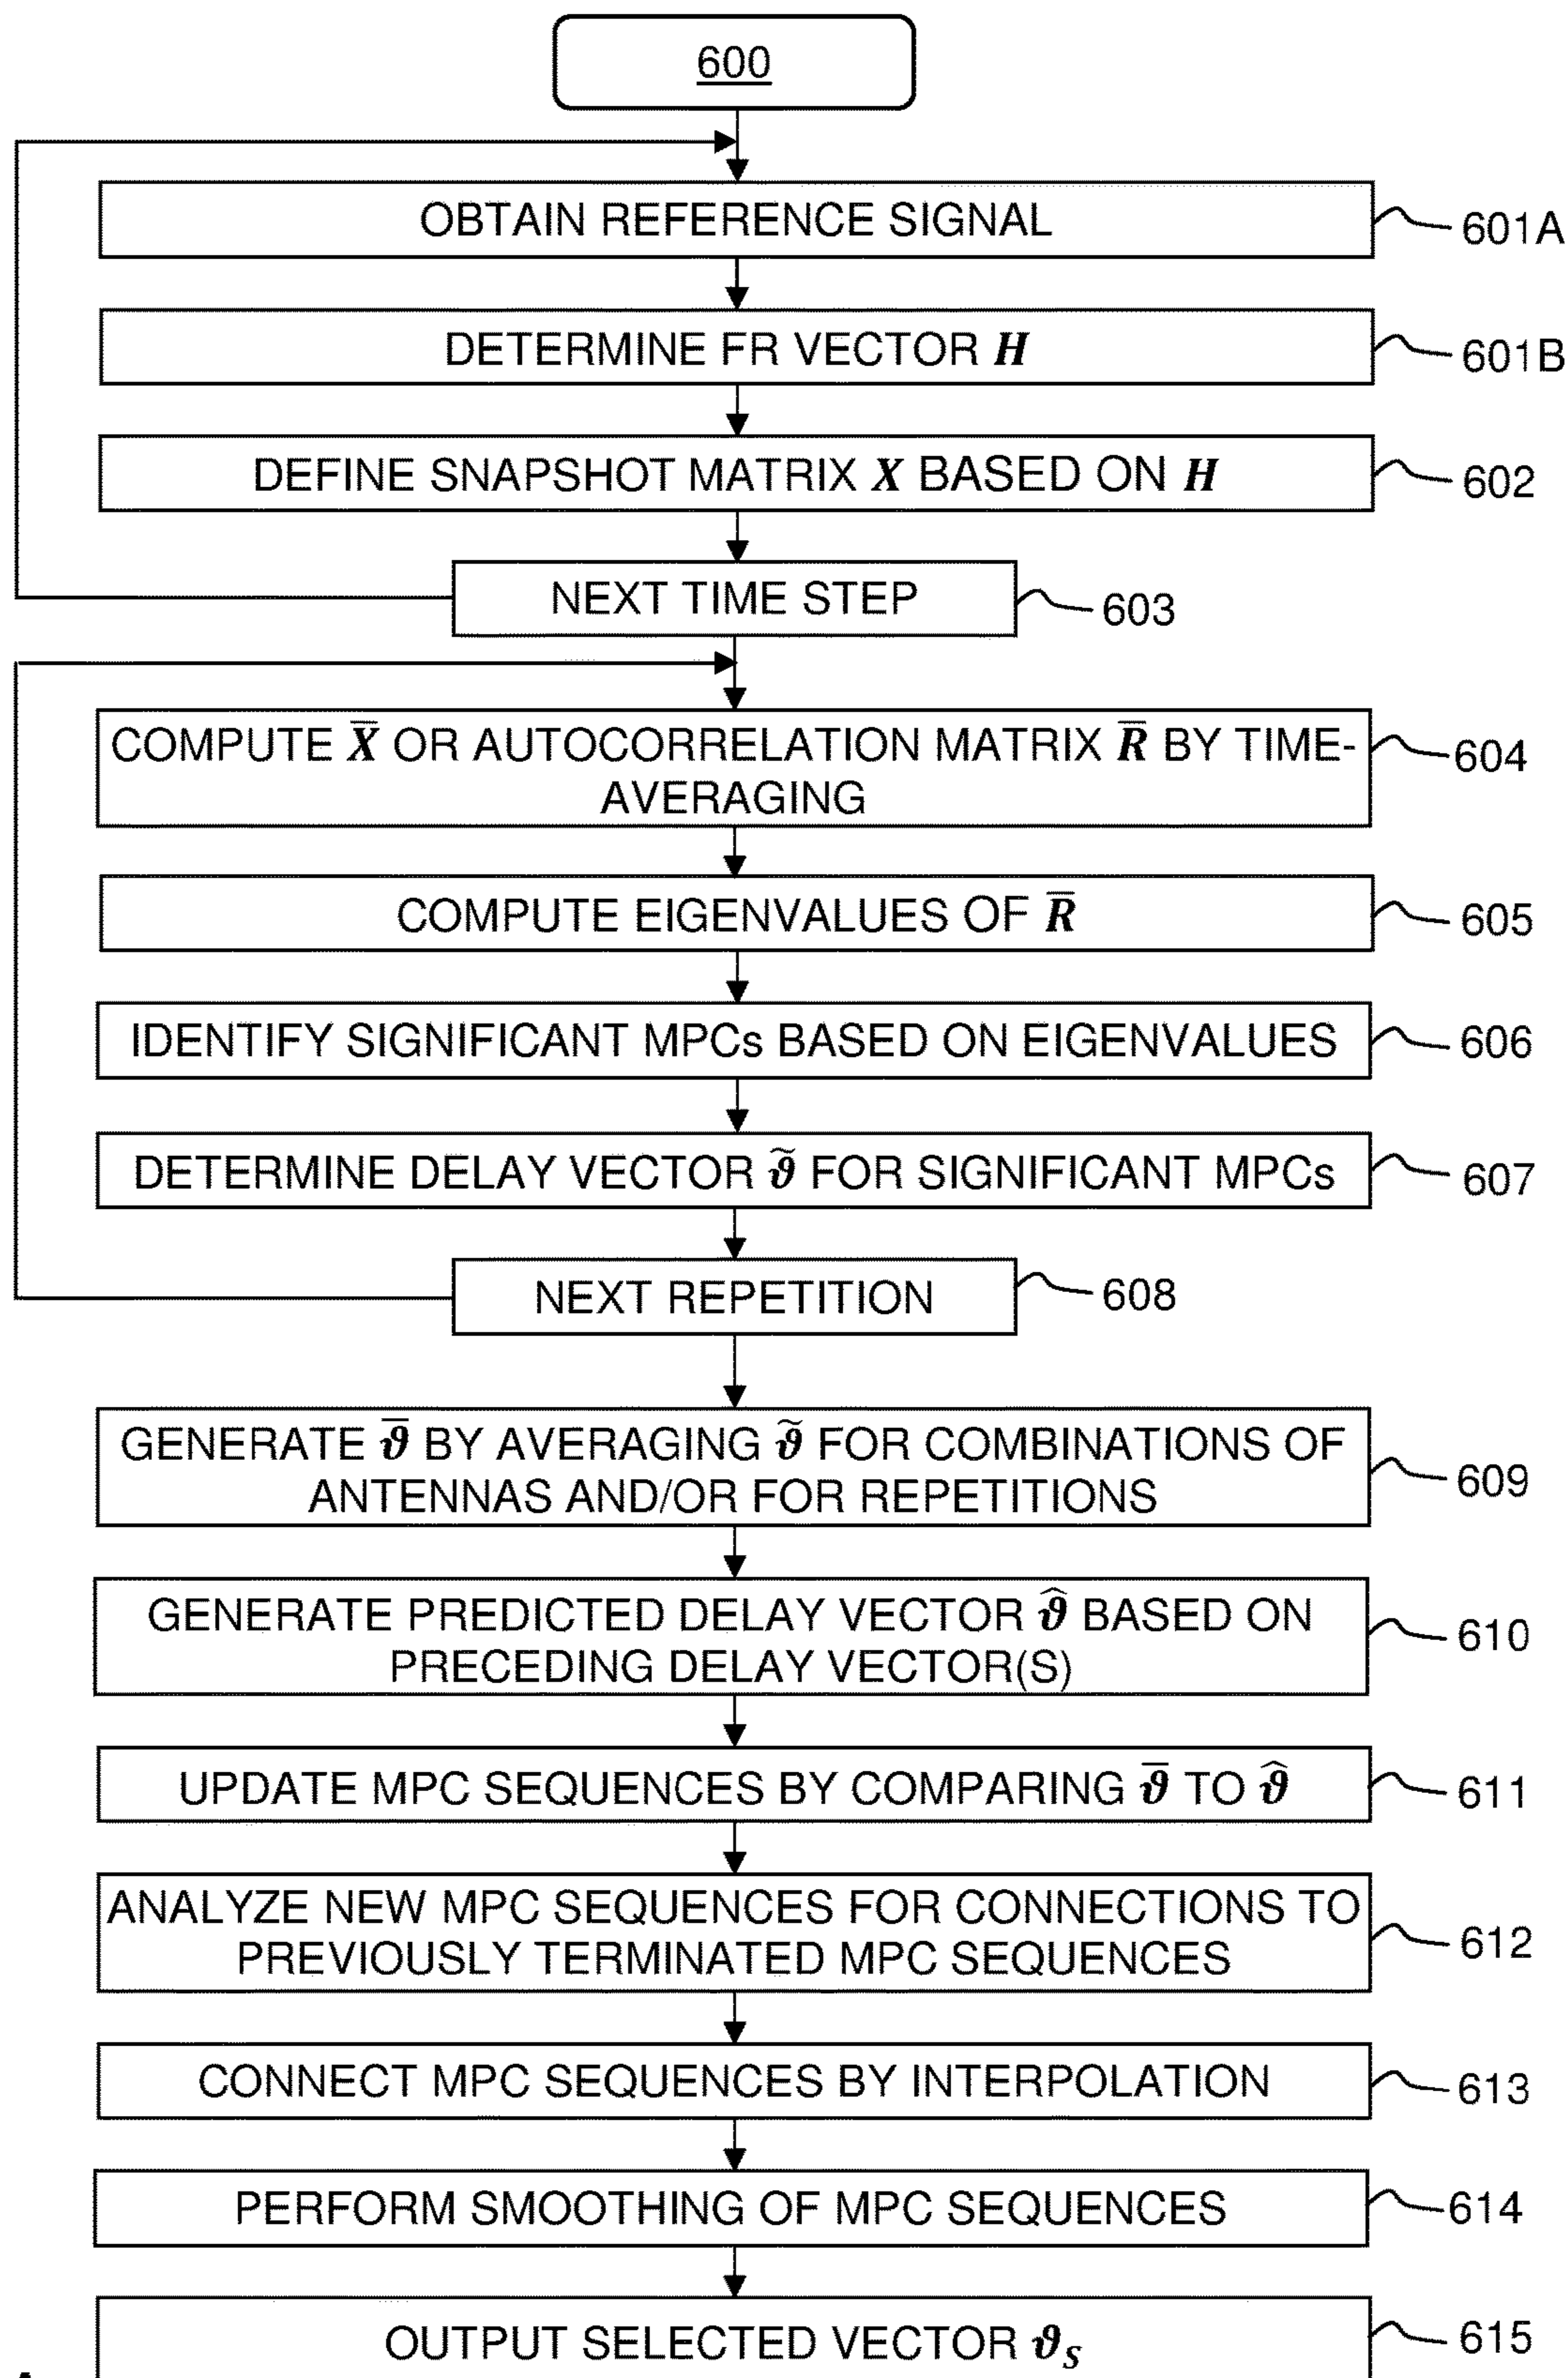 600
OBTAIN REFERENCE SIGNAL
601A
DETERMINE FR VECTOR H
601B
DEFINE SNAPSHOT MATRIX X BASED ON H
602
NEXT TIME STEP
603
COMPUTE X̅ OR AUTOCORRELATION MATRIX R̅ BY TIME-
AVERAGING
604
COMPUTE EIGENVALUES OF R̅
605
IDENTIFY SIGNIFICANT MPCs BASED ON EIGENVALUES
606
DETERMINE DELAY VECTOR ϑ̃ FOR SIGNIFICANT MPCs
607
NEXT REPETITION
608
GENERATE ϑ̅ BY AVERAGING ϑ̃ FOR COMBINATIONS OF
ANTENNAS AND/OR FOR REPETITIONS
609
GENERATE PREDICTED DELAY VECTOR ϑ̂ BASED ON
PRECEDING DELAY VECTOR(S)
610
UPDATE MPC SEQUENCES BY COMPARING ϑ̅ TO ϑ̂
611
ANALYZE NEW MPC SEQUENCES FOR CONNECTIONS TO
PREVIOUSLY TERMINATED MPC SEQUENCES
612
CONNECT MPC SEQUENCES BY INTERPOLATION
613
PERFORM SMOOTHING OF MPC SEQUENCES
614
OUTPUT SELECTED VECTOR ϑS
615